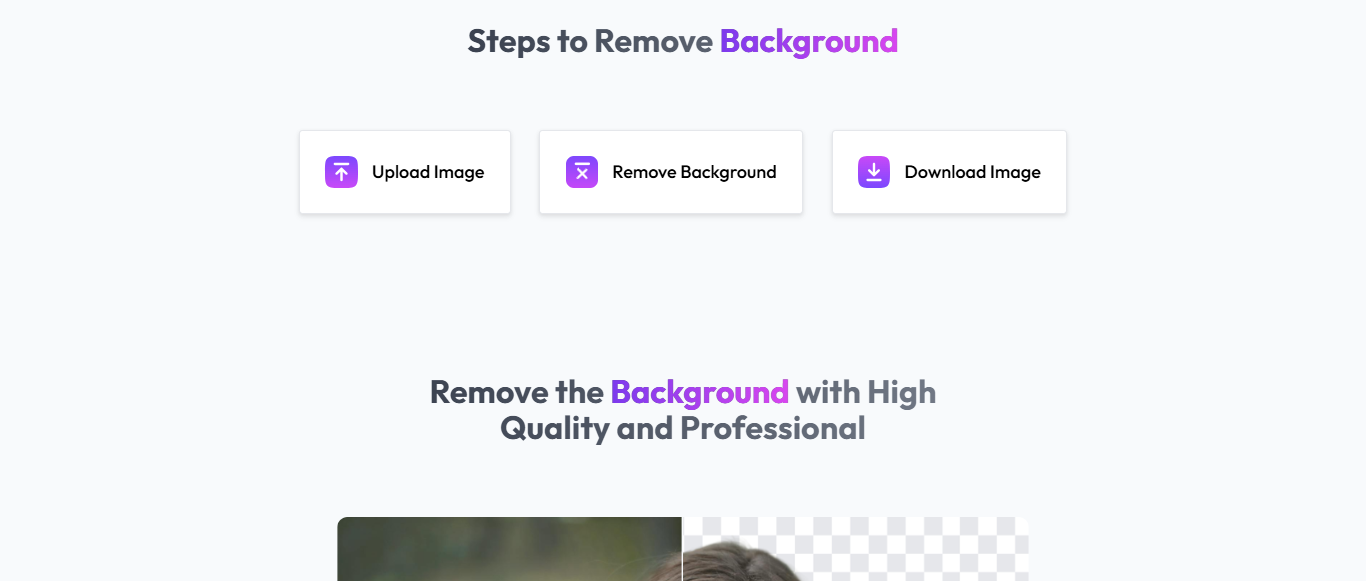 Steps to Remove Background
Upload Image
Remove Background
Download Image
Remove the Background with High
Quality and Professional